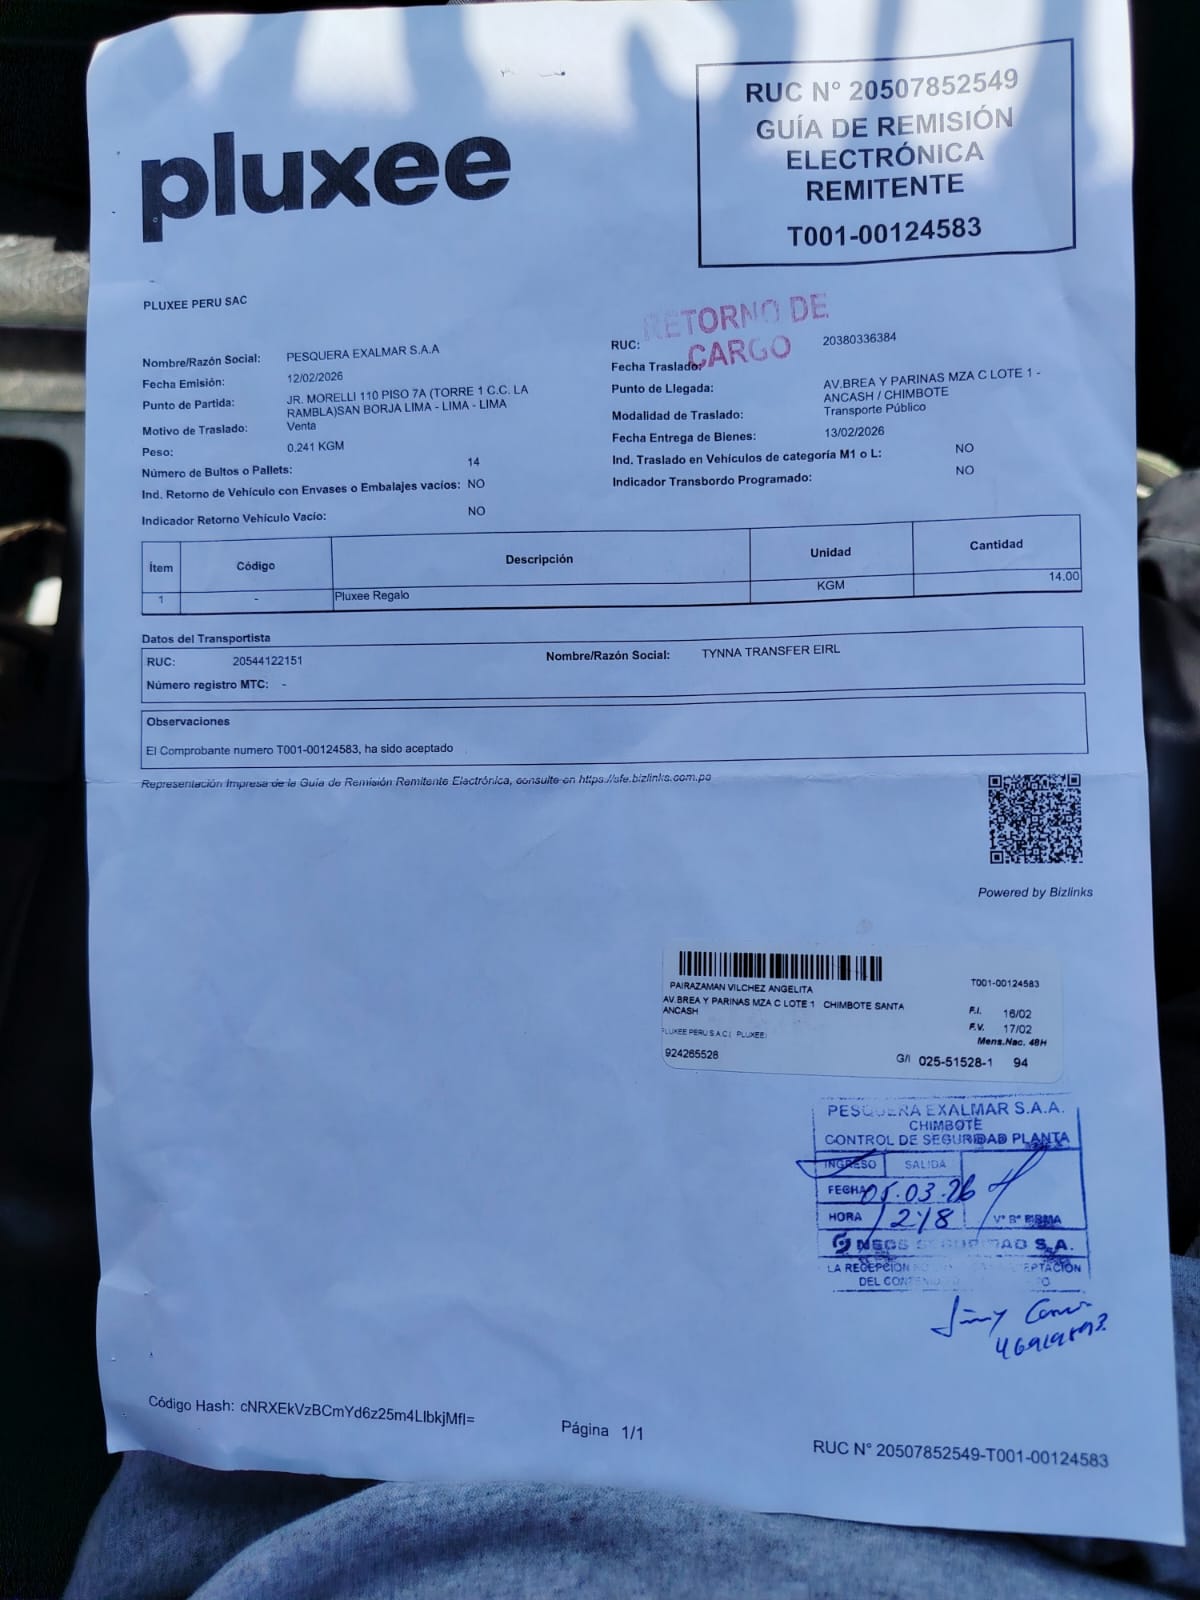 pluxee
RUC N° 20507852549
GUÍA DE REMISIÓN
ELECTRÓNICA
REMITENTE
T001-00124583
PLUXEE PERU SAC
RETORNO DE
CARGO
Nombre/Razón Social: PESQUERA EXALMAR S.A.A
Fecha Emisión: 12/02/2026
Punto de Partida: JR. MORELLI 110 PISO 7A (TORRE 1 C.C. LA
RAMBLA)SAN BORJA LIMA - LIMA - LIMA
Motivo de Traslado: Venta
Peso: 0.241 KGM
Número de Bultos o Pallets: 14
Ind. Retorno de Vehículo con Envases o Embalajes vacíos: NO
Indicador Retorno Vehículo Vacío: NO
RUC: 20380336384
Fecha Traslado:
Punto de Llegada: AV.BREA Y PARINAS MZA C LOTE 1 -
ANCASH / CHIMBOTE
Modalidad de Traslado: Transporte Público
Fecha Entrega de Bienes: 13/02/2026
Ind. Traslado en Vehículos de categoría M1 o L: NO
Indicador Transbordo Programado: NO
Ítem Código Descripción Unidad Cantidad
1 - Pluxee Regalo KGM 14.00
Datos del Transportista
RUC: 20544122151 Nombre/Razón Social: TYNNA TRANSFER EIRL
Número registro MTC: -
Observaciones
El Comprobante numero T001-00124583, ha sido aceptado
Representación Impresa de la Guía de Remisión Remitente Electrónica, consulte en https://sfe.bizlinks.com.pe
Powered by Bizlinks
PAIRAZAMAN VILCHEZ ANGELITA T001-00124583
AV.BREA Y PARINAS MZA C LOTE 1 CHIMBOTE SANTA
ANCASH
F.I. 16/02
F.V. 17/02
PLUXEE PERU S.A.C ( PLUXEE)
Mens.Nac. 48H
924265528 G/I 025-51528-1 94
PESQUERA EXALMAR S.A.A.
CHIMBOTE
CONTROL DE SEGURIDAD PLANTA
INGRESO SALIDA
FECHA 05.03.26
HORA 1218 V° B° FIRMA
SEGURIDAD S.A.
LA RECEPCIÓN
DEL
Jimy
Código Hash: cNRXEkVzBCmYd6z25m4LIbkjMfI=
Página 1/1
RUC N° 20507852549-T001-00124583